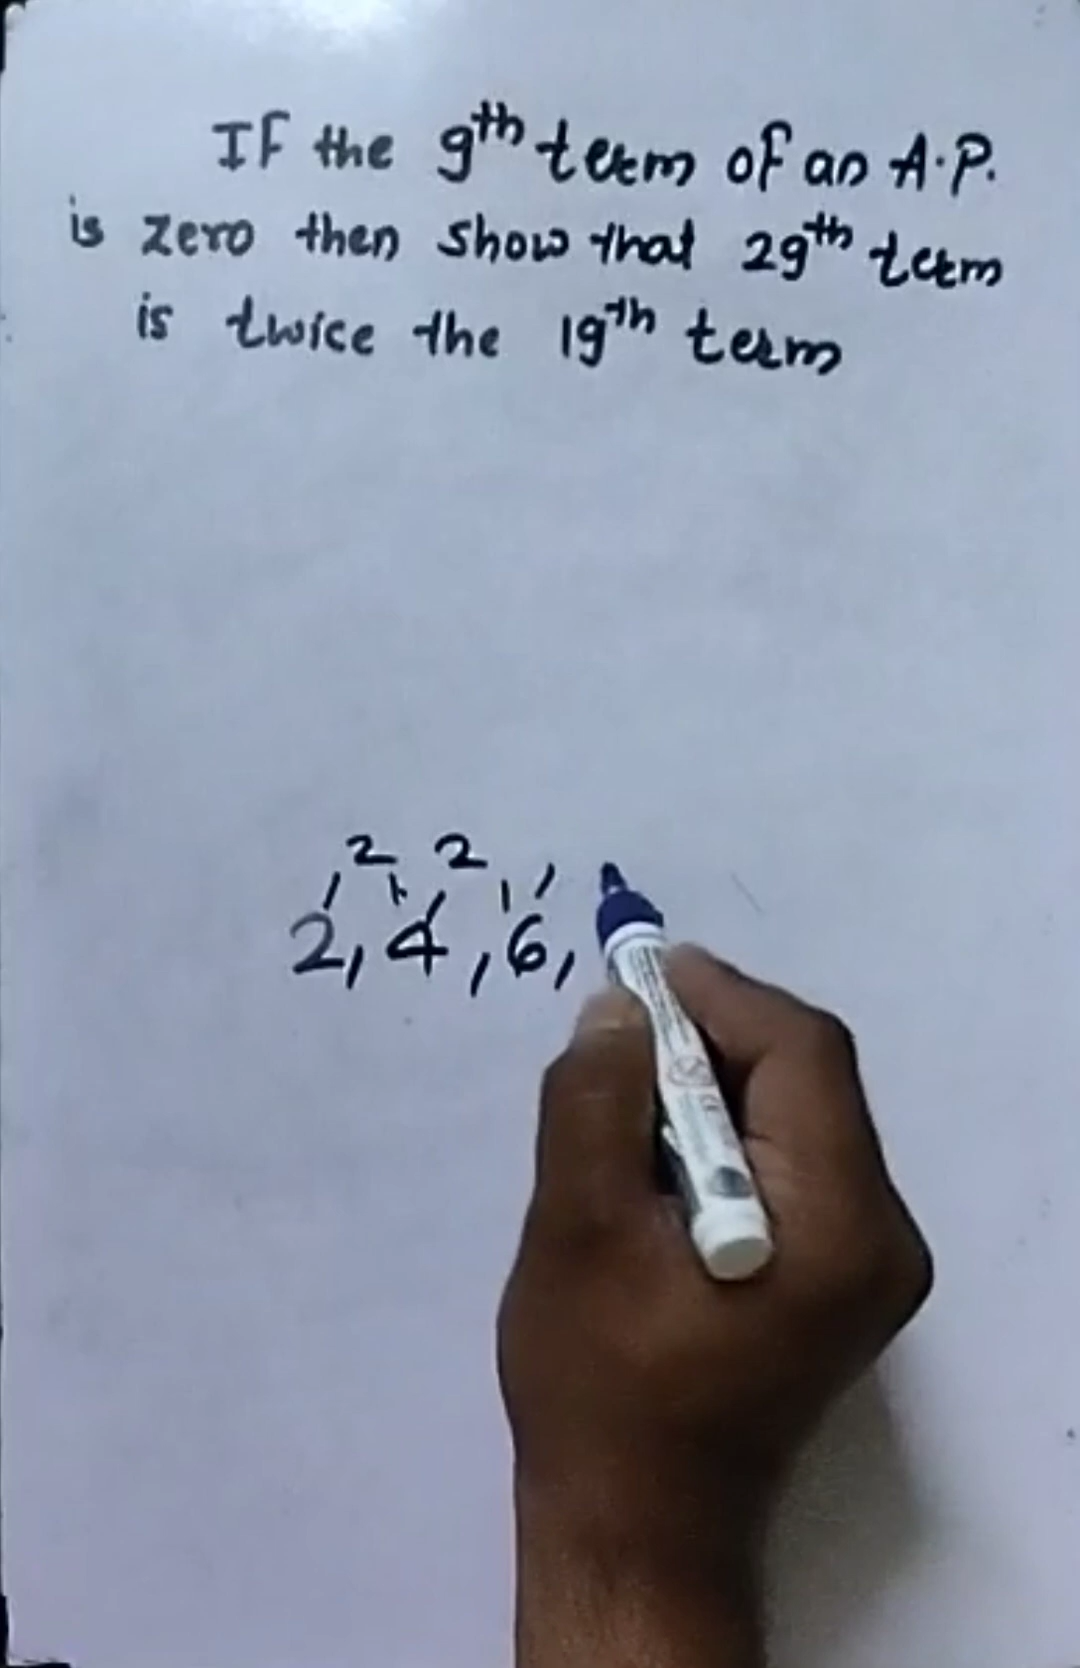 If the 9th term of an A.P.
is zero then show that 29th term
is twice the 19th term
2 2
2, 4, 6,